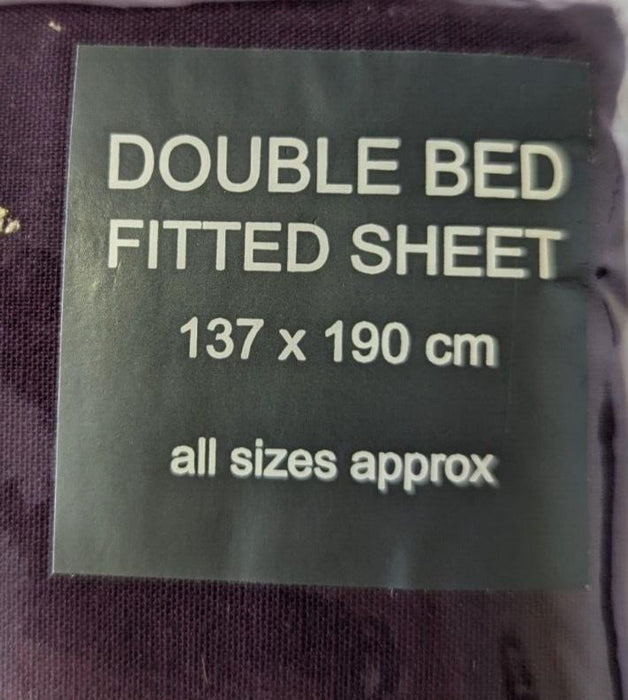 DOUBLE BED
FITTED SHEET
137 x 190 cm
all sizes approx